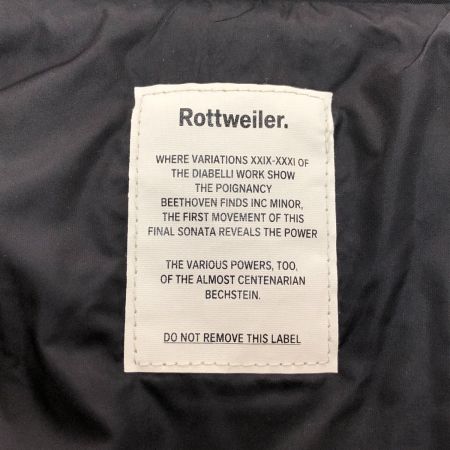 Rottweiler.
WHERE VARIATIONS XXIX-XXXI OF
THE DIABELLI WORK SHOW
THE POIGNANCY
BEETHOVEN FINDS INC MINOR,
THE FIRST MOVEMENT OF THIS
FINAL SONATA REVEALS THE POWER
THE VARIOUS POWERS, TOO,
OF THE ALMOST CENTENARIAN
BECHSTEIN.
DO NOT REMOVE THIS LABEL